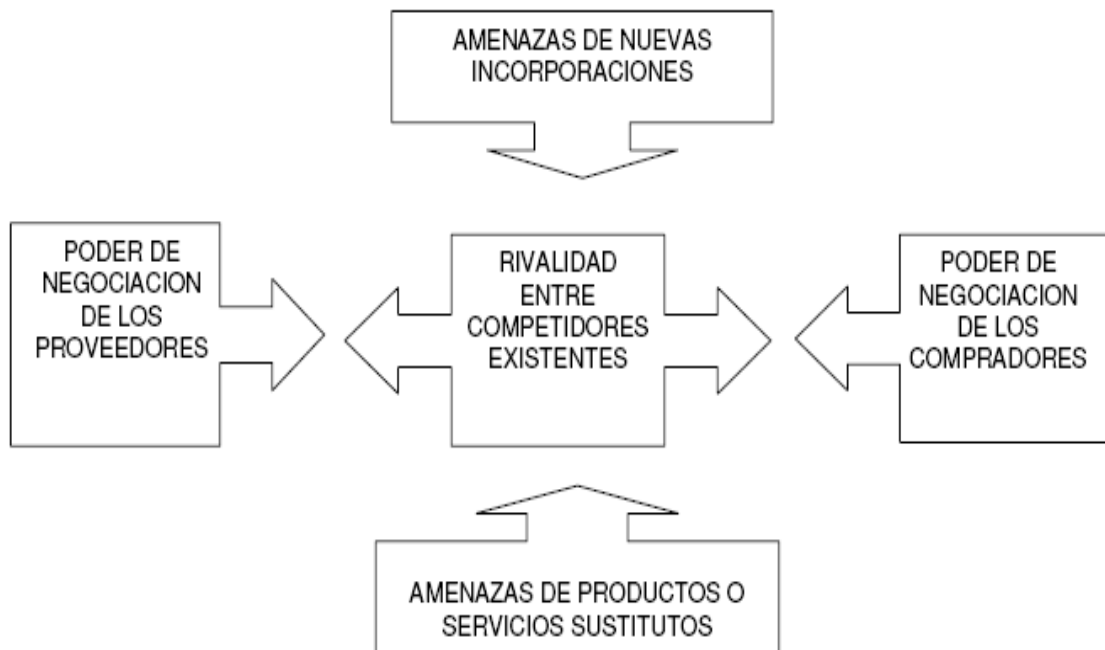 AMENAZAS DE NUEVAS
INCORPORACIONES
PODER DE
NEGOCIACION
DE LOS
PROVEEDORES
RIVALIDAD
ENTRE
COMPETIDORES
EXISTENTES
PODER DE
NEGOCIACION
DE LOS
COMPRADORES
AMENAZAS DE PRODUCTOS O
SERVICIOS SUSTITUTOS